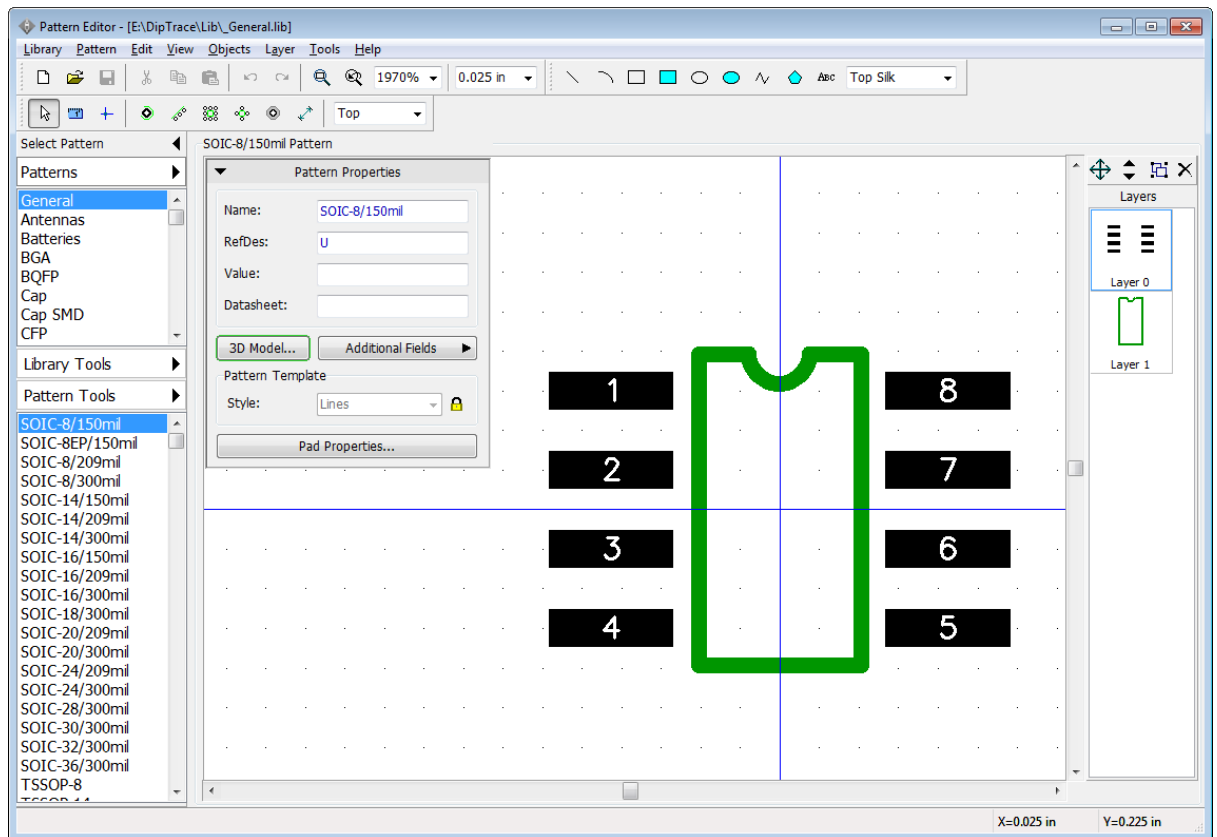 Pattern Editor - [E:\DipTrace\Lib\_General.lib]
Library Pattern Edit View Objects Layer Tools Help
1970% 0.025 in ABC Top Silk
Top
Select Pattern
SOIC-8/150mil Pattern
Patterns
General
Antennas
Batteries
BGA
BQFP
Cap
Cap SMD
CFP
Library Tools
Pattern Tools
SOIC-8/150mil
SOIC-8EP/150mil
SOIC-8/209mil
SOIC-8/300mil
SOIC-14/150mil
SOIC-14/209mil
SOIC-14/300mil
SOIC-16/150mil
SOIC-16/209mil
SOIC-16/300mil
SOIC-18/300mil
SOIC-20/209mil
SOIC-20/300mil
SOIC-24/209mil
SOIC-24/300mil
SOIC-28/300mil
SOIC-30/300mil
SOIC-32/300mil
SOIC-36/300mil
TSSOP-8
Pattern Properties
Name: SOIC-8/150mil
RefDes: U
Value:
Datasheet:
3D Model... Additional Fields
Pattern Template
Style: Lines
Pad Properties...
1 8
2 7
3 6
4 5
Layers
Layer 0
Layer 1
X=0.025 in Y=0.225 in